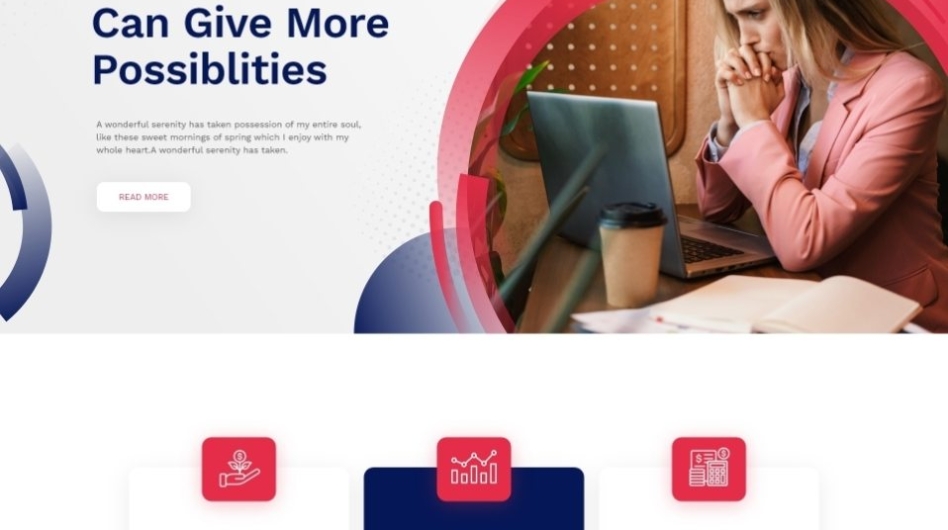 Can Give More
Possiblities
A wonderful serenity has taken possession of my entire soul,
like these sweet mornings of spring which I enjoy with my
whole heart.A wonderful serenity has taken.
READ MORE